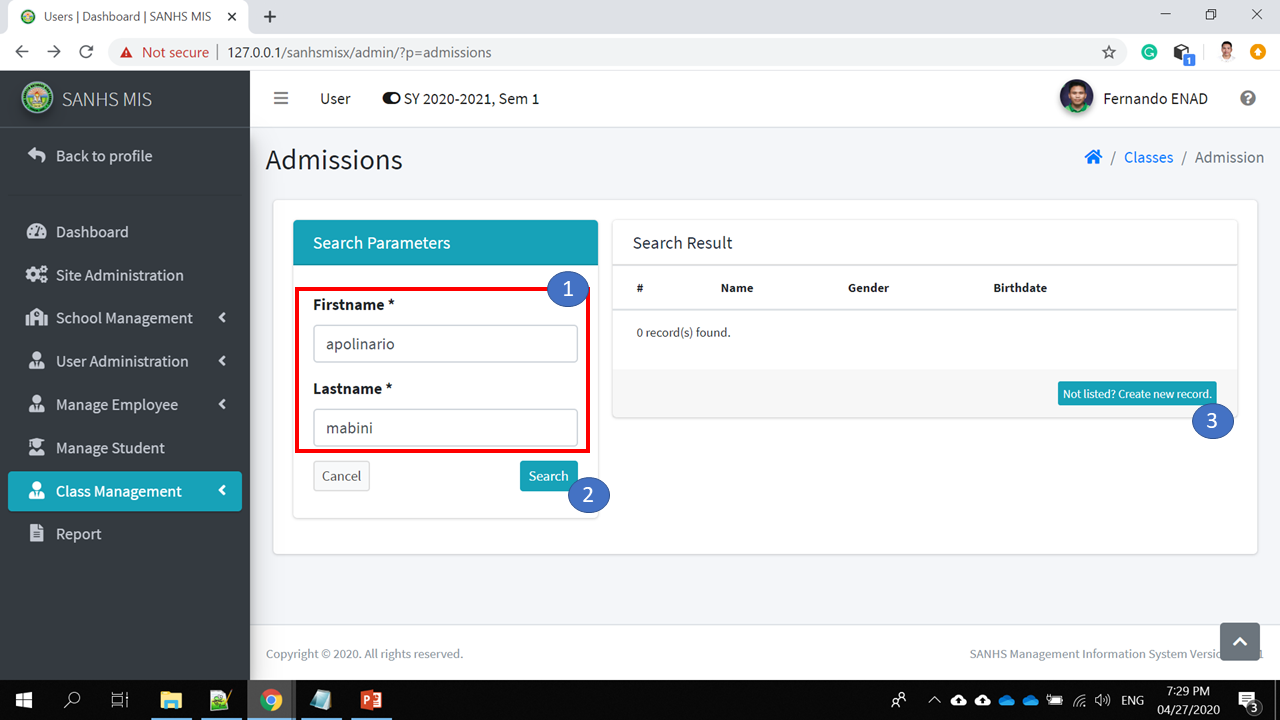 Users | Dashboard | SANHS MIS
Not secure | 127.0.0.1/sanhsmisx/admin/?p=admissions
1
SANHS MIS
User SY 2020-2021, Sem 1 Fernando ENAD
Back to profile
Admissions
/ Classes / Admission
Dashboard
Site Administration
School Management
User Administration
Manage Employee
Manage Student
Class Management
Report
Search Parameters
1
Firstname *
apolinario
Lastname *
mabini
Cancel Search
2
Search Result
# Name Gender Birthdate
0 record(s) found.
Not listed? Create new record.
3
Copyright © 2020. All rights reserved. SANHS Management Information System
ENG
7:29 PM
04/27/2020
3